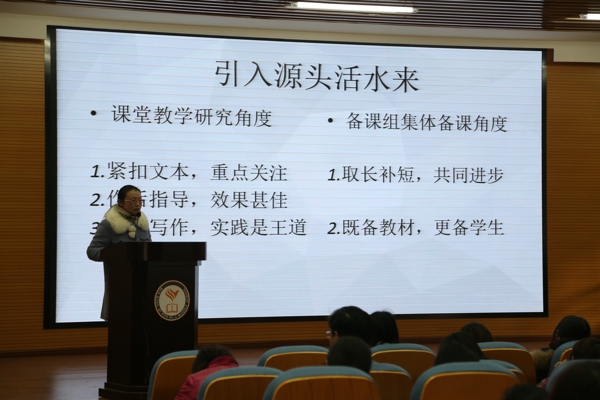 引入源头活水来
• 课堂教学研究角度
1.紧扣文本，重点关注
2.作后指导，效果甚佳
3. 写作，实践是王道
• 备课组集体备课角度
1.取长补短，共同进步
2.既备教材，更备学生